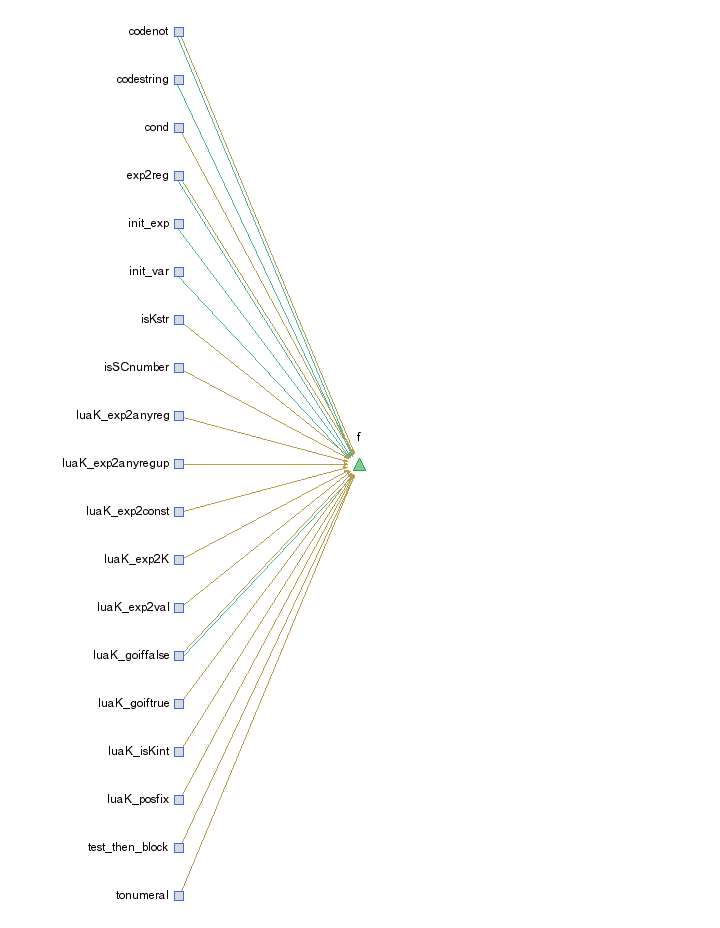 codenot
codestring
cond
exp2reg
init_exp
init_var
isKstr
isSCnumber
luaK_exp2anyreg
f
luaK_exp2anyregup
luaK_exp2const
luaK_exp2K
luaK_exp2val
luaK_goiffalse
luaK_goiftrue
luaK_isKint
luaK_posfix
test_then_block
tonumeral